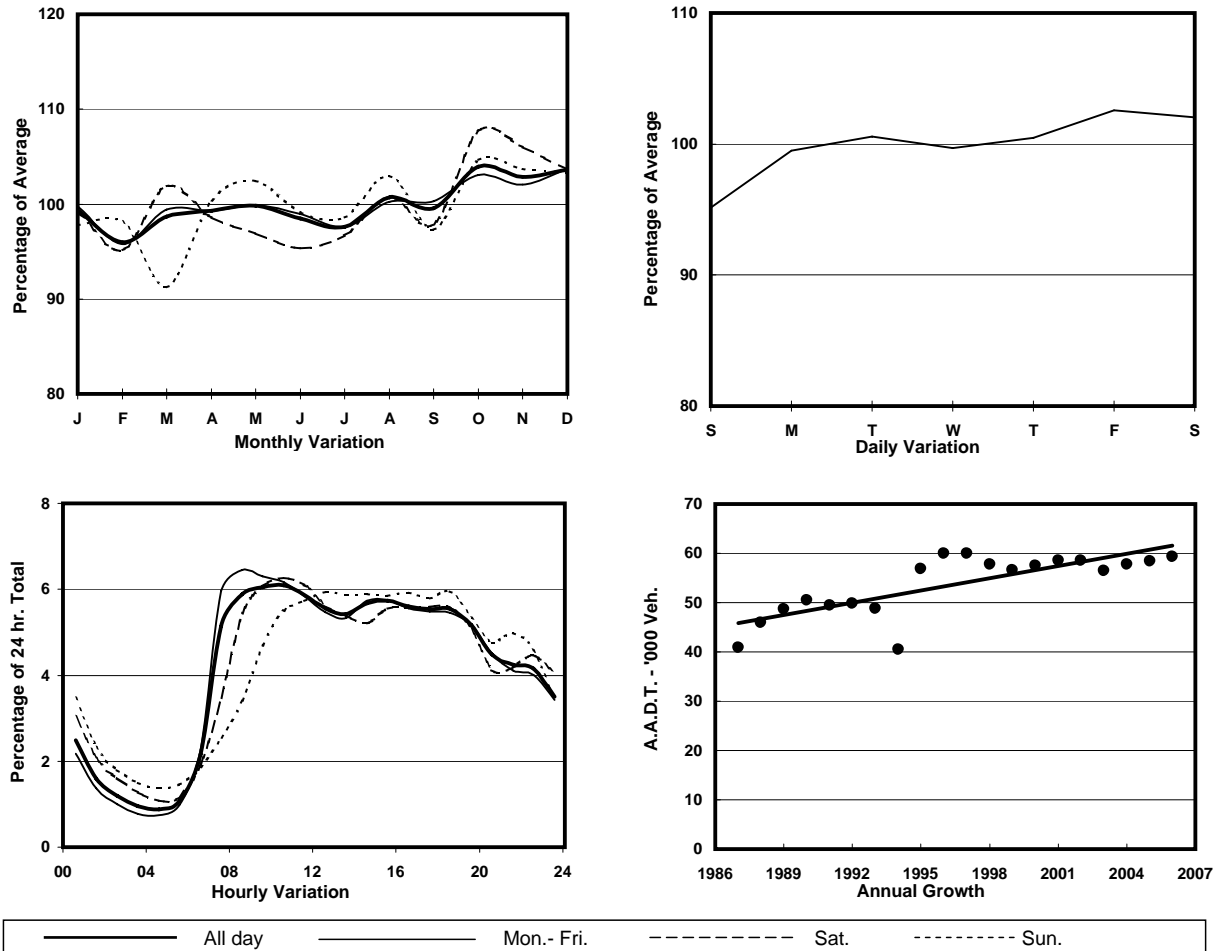 120
110
100
90
80
Percentage of Average
J F M A M J J A S O N D
Monthly Variation
110
100
90
80
Percentage of Average
S M T W T F S
Daily Variation
8
6
4
2
0
Percentage of 24 hr. Total
00 04 08 12 16 20 24
Hourly Variation
70
60
50
40
30
20
10
0
A.A.D.T. - '000 Veh.
1986 1989 1992 1995 1998 2001 2004 2007
Annual Growth
All day Mon.- Fri. Sat. Sun.